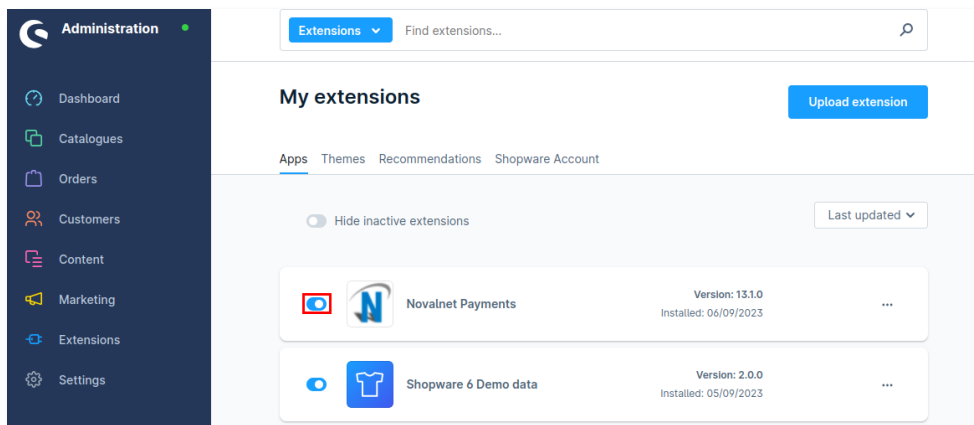 Administration
Extensions
Find extensions...
Dashboard
Catalogues
Orders
Customers
Content
Marketing
Extensions
Settings
My extensions
Upload extension
Apps Themes Recommendations Shopware Account
Hide inactive extensions
Last updated
Novalnet Payments
Version: 13.1.0
Installed: 06/09/2023
Shopware 6 Demo data
Version: 2.0.0
Installed: 05/09/2023